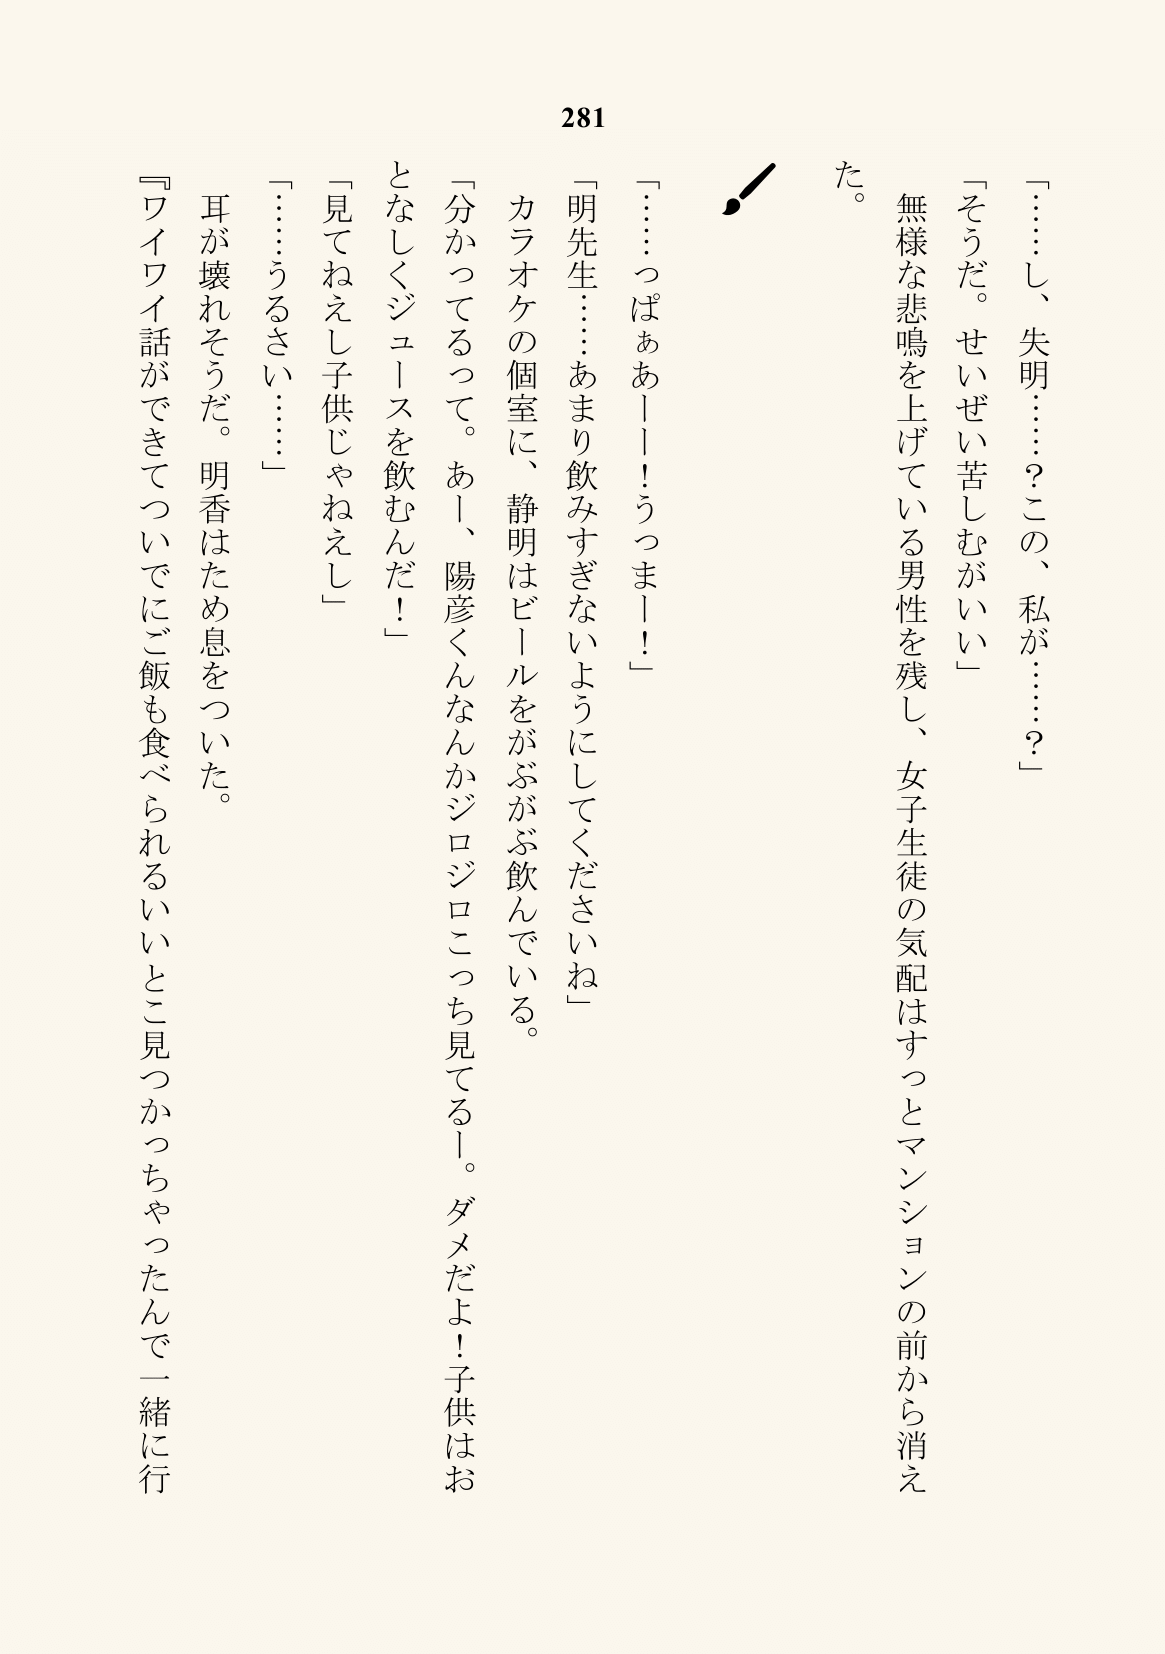 281
「……し、失明……？この、私が……？」
「そうだ。せいぜい苦しむがいい」
　無様な悲鳴を上げている男性を残し、女子生徒の気配はすっとマンションの前から消え
た。
「……っぱぁあーー！うっまー！」
「明先生……あまり飲みすぎないようにしてくださいね」
　カラオケの個室に、静明はビールをがぶがぶ飲んでいる。
「分かってるって。あー、陽彦くんなんかジロジロこっち見てるー。ダメだよ！子供はお
となしくジュースを飲むんだ！」
「見てねえし子供じゃねえし」
「……うるさい……」
　耳が壊れそうだ。明香はため息をついた。
『ワイワイ話ができてついでにご飯も食べられるいいとこ見つかっちゃったんで一緒に行